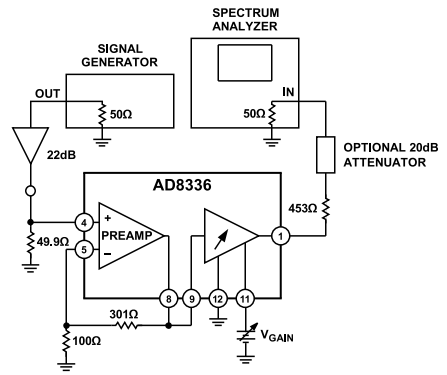 SPECTRUM
ANALYZER
SIGNAL
GENERATOR
OUT
IN
50Ω
50Ω
22dB
OPTIONAL 20dB
ATTENUATOR
AD8336
453Ω
4
+
PREAMP
5
–
1
49.9Ω
8
9
12
11
301Ω
100Ω
VGAIN